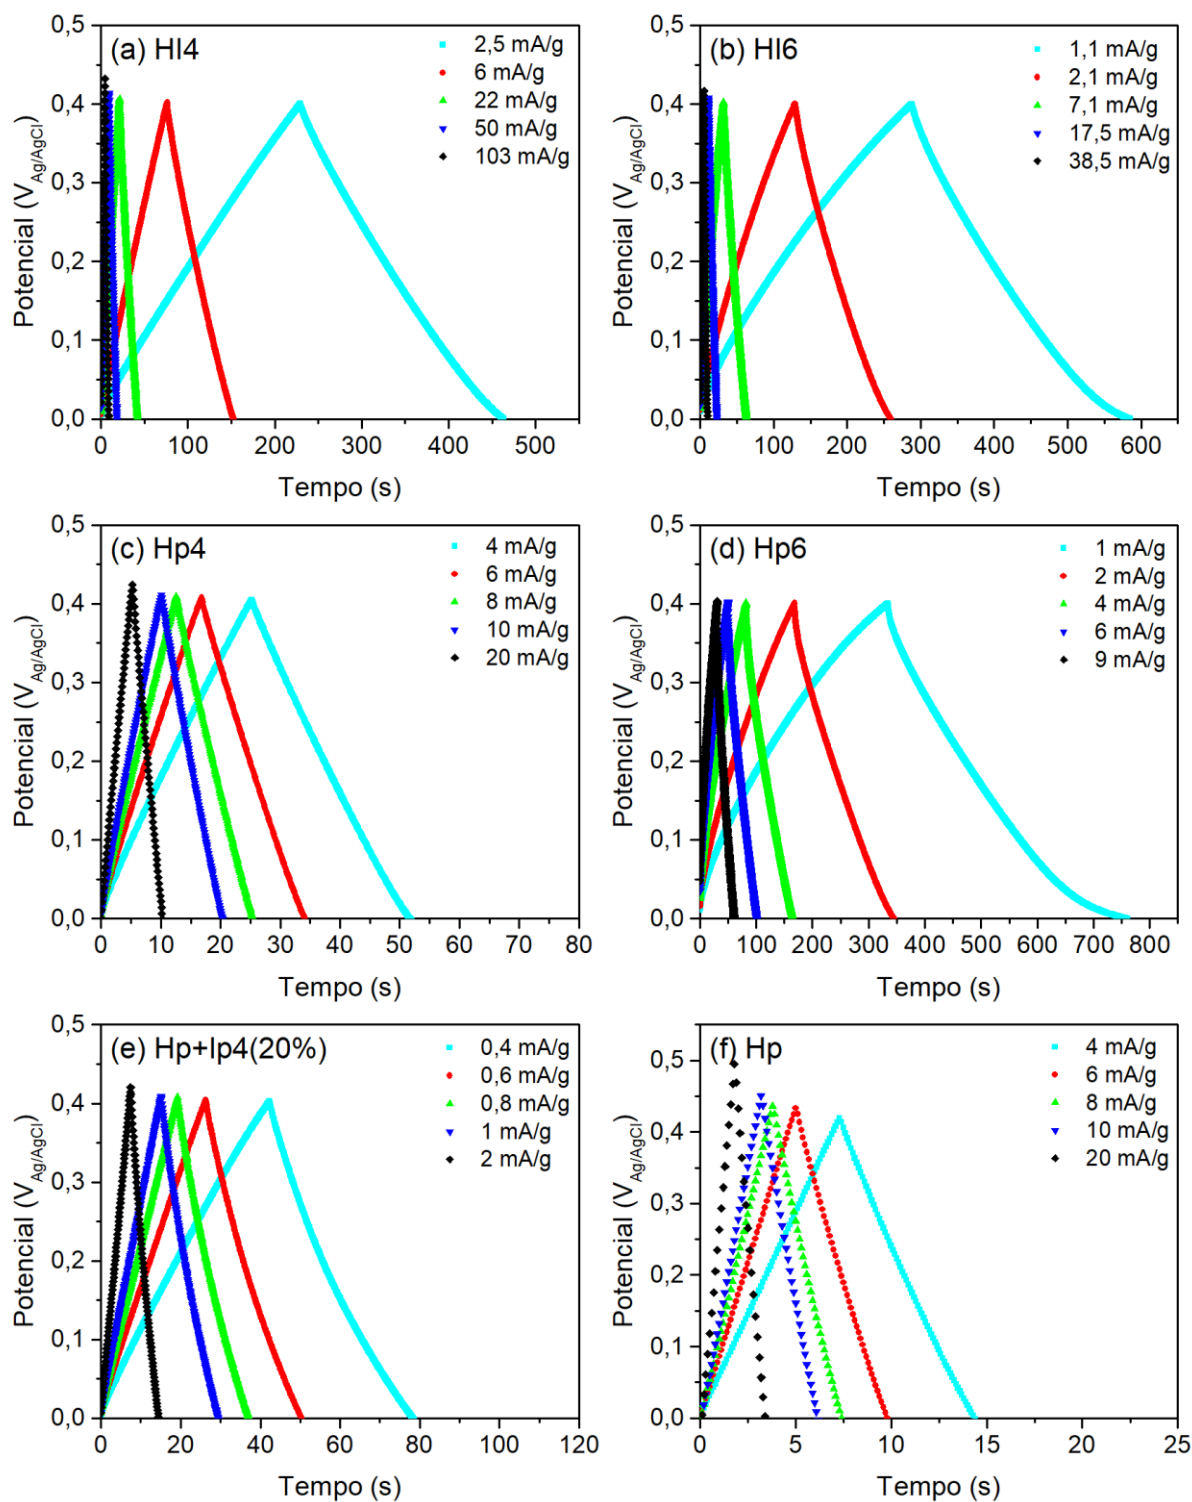 (a) Hl4
2,5 mA/g
6 mA/g
22 mA/g
50 mA/g
103 mA/g
0,5
0,4
0,3
0,2
0,1
0,0
Potencial (V_Ag/AgCl)
0 100 200 300 400 500
Tempo (s)
(b) Hl6
1,1 mA/g
2,1 mA/g
7,1 mA/g
17,5 mA/g
38,5 mA/g
0,5
0,4
0,3
0,2
0,1
0,0
Potencial (V_Ag/AgCl)
0 100 200 300 400 500 600
Tempo (s)
(c) Hp4
4 mA/g
6 mA/g
8 mA/g
10 mA/g
20 mA/g
0,5
0,4
0,3
0,2
0,1
0,0
Potencial (V_Ag/AgCl)
0 10 20 30 40 50 60 70 80
Tempo (s)
(d) Hp6
1 mA/g
2 mA/g
4 mA/g
6 mA/g
9 mA/g
0,5
0,4
0,3
0,2
0,1
0,0
Potencial (V_Ag/AgCl)
0 100 200 300 400 500 600 700 800
Tempo (s)
(e) Hp+Ip4(20%)
0,4 mA/g
0,6 mA/g
0,8 mA/g
1 mA/g
2 mA/g
0,5
0,4
0,3
0,2
0,1
0,0
Potencial (V_Ag/AgCl)
0 20 40 60 80 100 120
Tempo (s)
(f) Hp
4 mA/g
6 mA/g
8 mA/g
10 mA/g
20 mA/g
0,5
0,4
0,3
0,2
0,1
0,0
Potencial (V_Ag/AgCl)
0 5 10 15 20 25
Tempo (s)